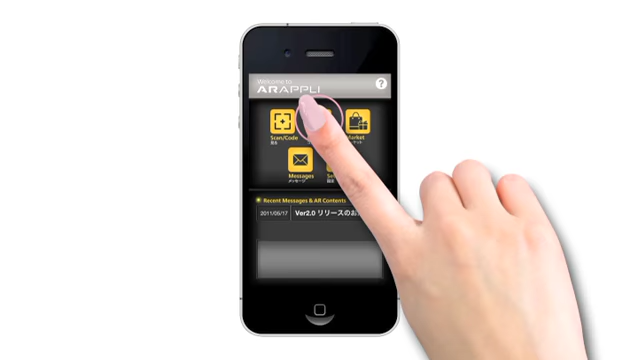 Welcome to
ARAPPLI
?
Scan/Code
Market
Messages
メッセージ
Recent Messages & AR Contents
2011/05/17 Ver2.0 リリースのお